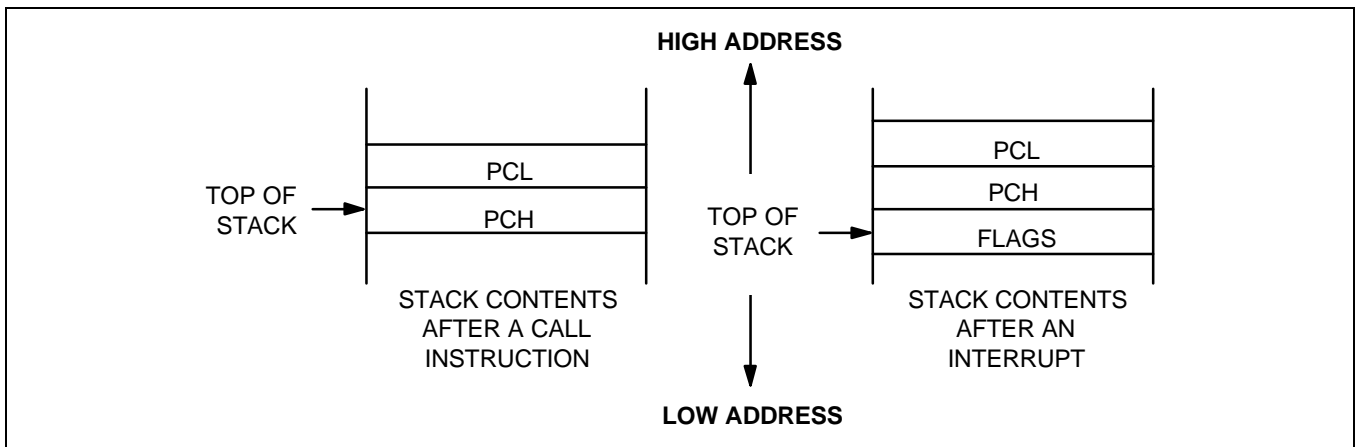 HIGH ADDRESS
PCL
PCH
TOP OF
STACK
STACK CONTENTS
AFTER A CALL
INSTRUCTION
TOP OF
STACK
PCL
PCH
FLAGS
STACK CONTENTS
AFTER AN
INTERRUPT
LOW ADDRESS